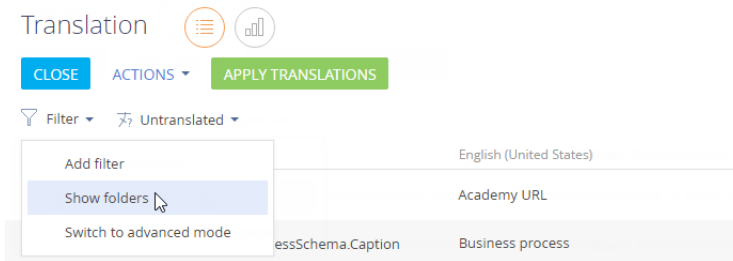 Translation
CLOSE ACTIONS APPLY TRANSLATIONS
Filter Untranslated
Add filter
English (United States)
Show folders
Academy URL
Switch to advanced mode
essSchema.Caption Business process